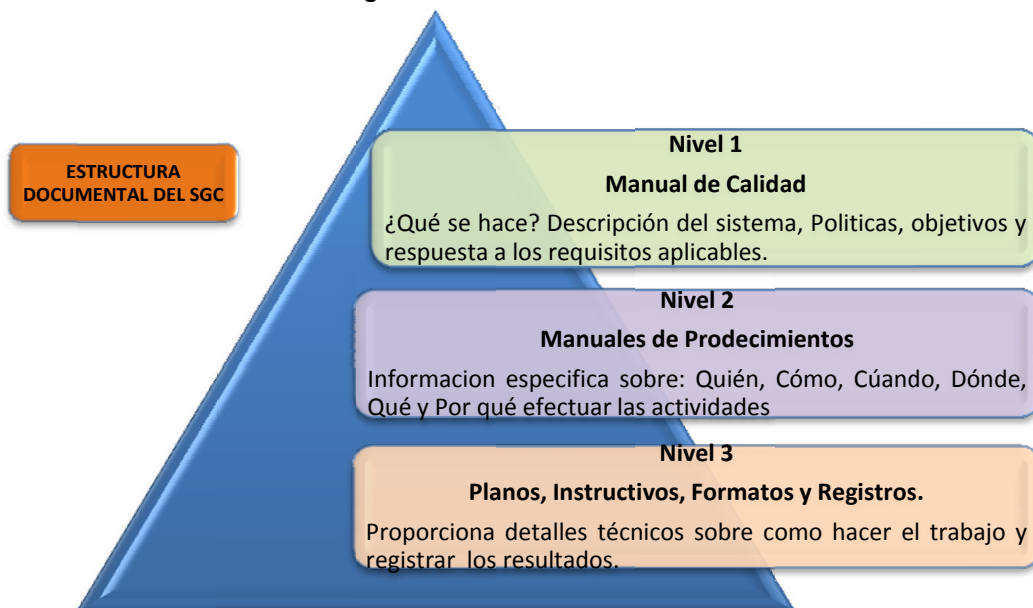 ESTRUCTURA
DOCUMENTAL DEL SGC
Nivel 1
Manual de Calidad
¿Qué se hace? Descripción del sistema, Politicas, objetivos y
respuesta a los requisitos aplicables.
Nivel 2
Manuales de Prodecimientos
Informacion especifica sobre: Quién, Cómo, Cúando, Dónde,
Qué y Por qué efectuar las actividades
Nivel 3
Planos, Instructivos, Formatos y Registros.
Proporciona detalles técnicos sobre como hacer el trabajo y
registrar los resultados.